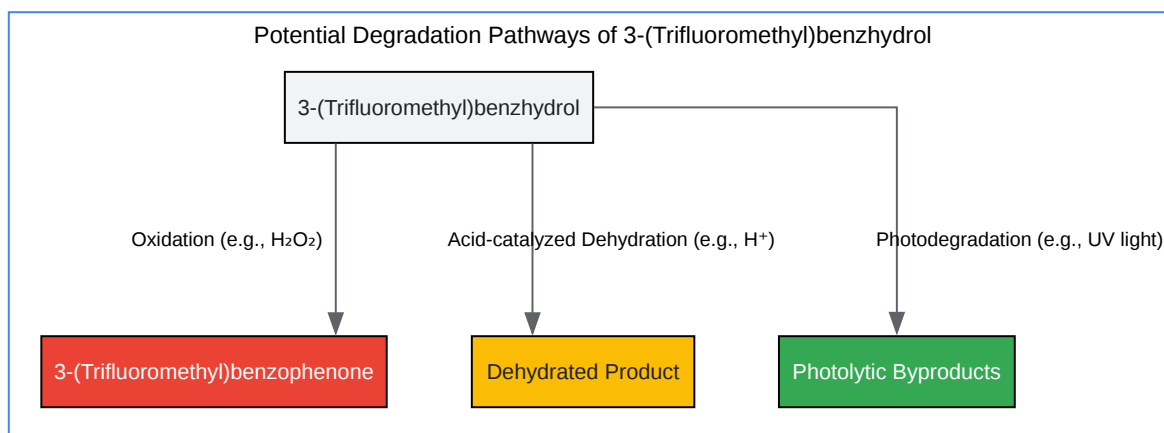 Potential Degradation Pathways of 3-(Trifluoromethyl)benzhydrol
3-(Trifluoromethyl)benzhydrol
Oxidation (e.g., H₂O₂)
Acid-catalyzed Dehydration (e.g., H⁺)
Photodegradation (e.g., UV light)
3-(Trifluoromethyl)benzophenone
Dehydrated Product
Photolytic Byproducts